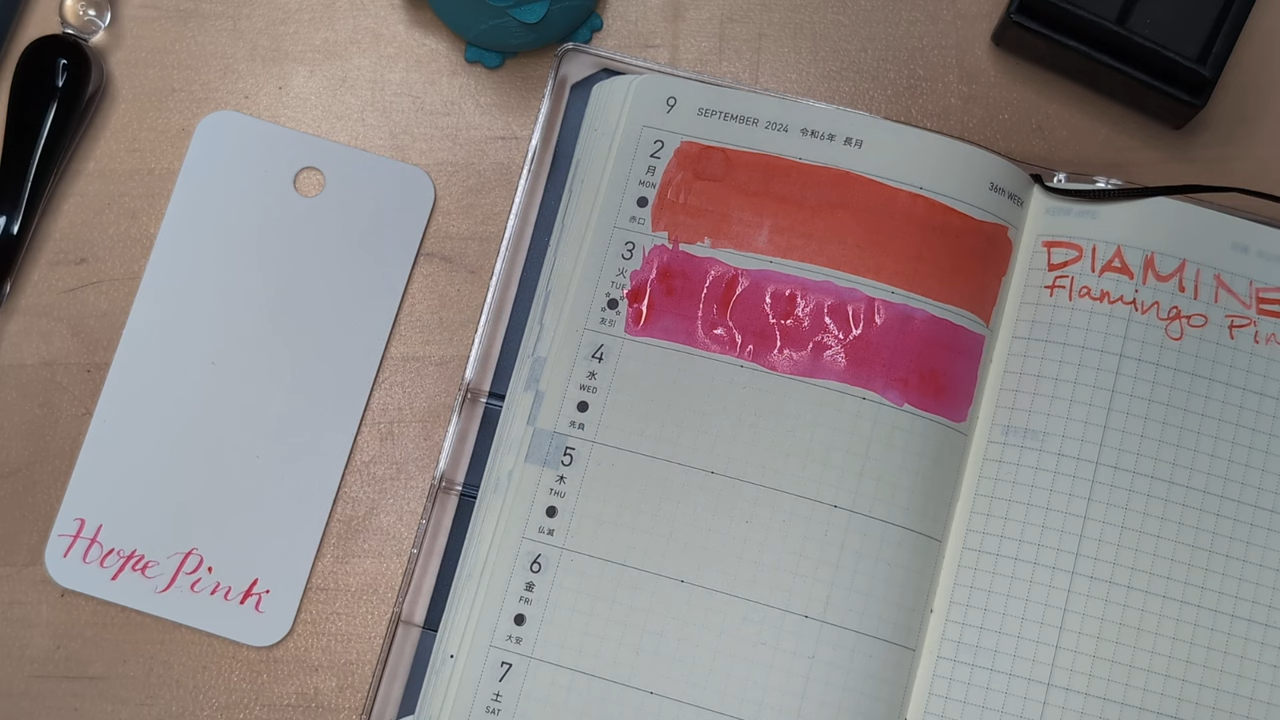 Hope Pink
9 SEPTEMBER 2024 令和6年 長月
36th WEEK
2
月
MON
赤口
3
火
TUE
友引
4
水
WED
先負
5
木
THU
仏滅
6
金
FRI
大安
7
土
SAT
DIAMINE
Flamingo Pin